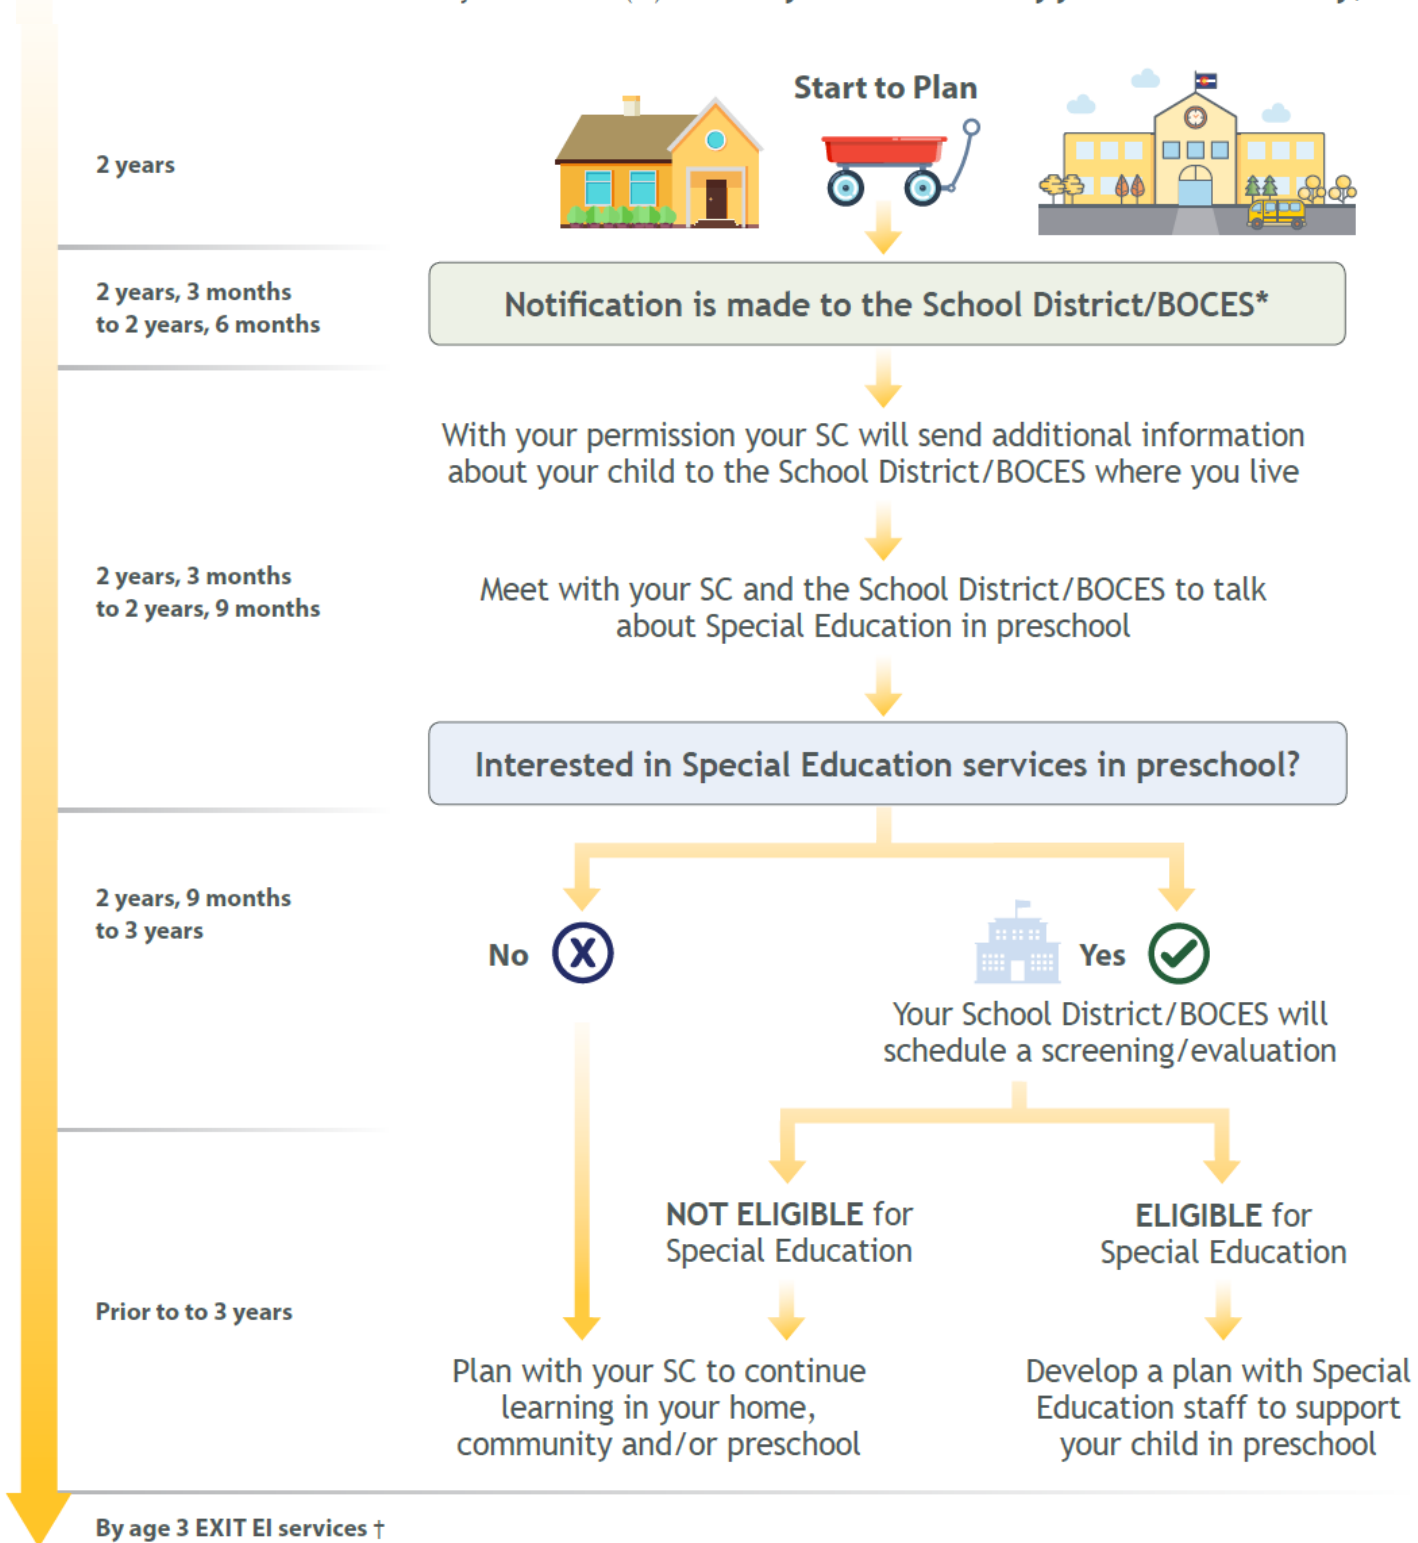 Start to Plan
2 years
2 years, 3 months
to 2 years, 6 months
Notification is made to the School District/BOCES*
With your permission your SC will send additional information
about your child to the School District/BOCES where you live
2 years, 3 months
to 2 years, 9 months
Meet with your SC and the School District/BOCES to talk
about Special Education in preschool
Interested in Special Education services in preschool?
2 years, 9 months
to 3 years
No
X
Yes
Your School District/BOCES will
schedule a screening/evaluation
NOT ELIGIBLE for
Special Education
ELIGIBLE for
Special Education
Prior to to 3 years
Plan with your SC to continue
learning in your home,
community and/or preschool
Develop a plan with Special
Education staff to support
your child in preschool
By age 3 EXIT EI services †